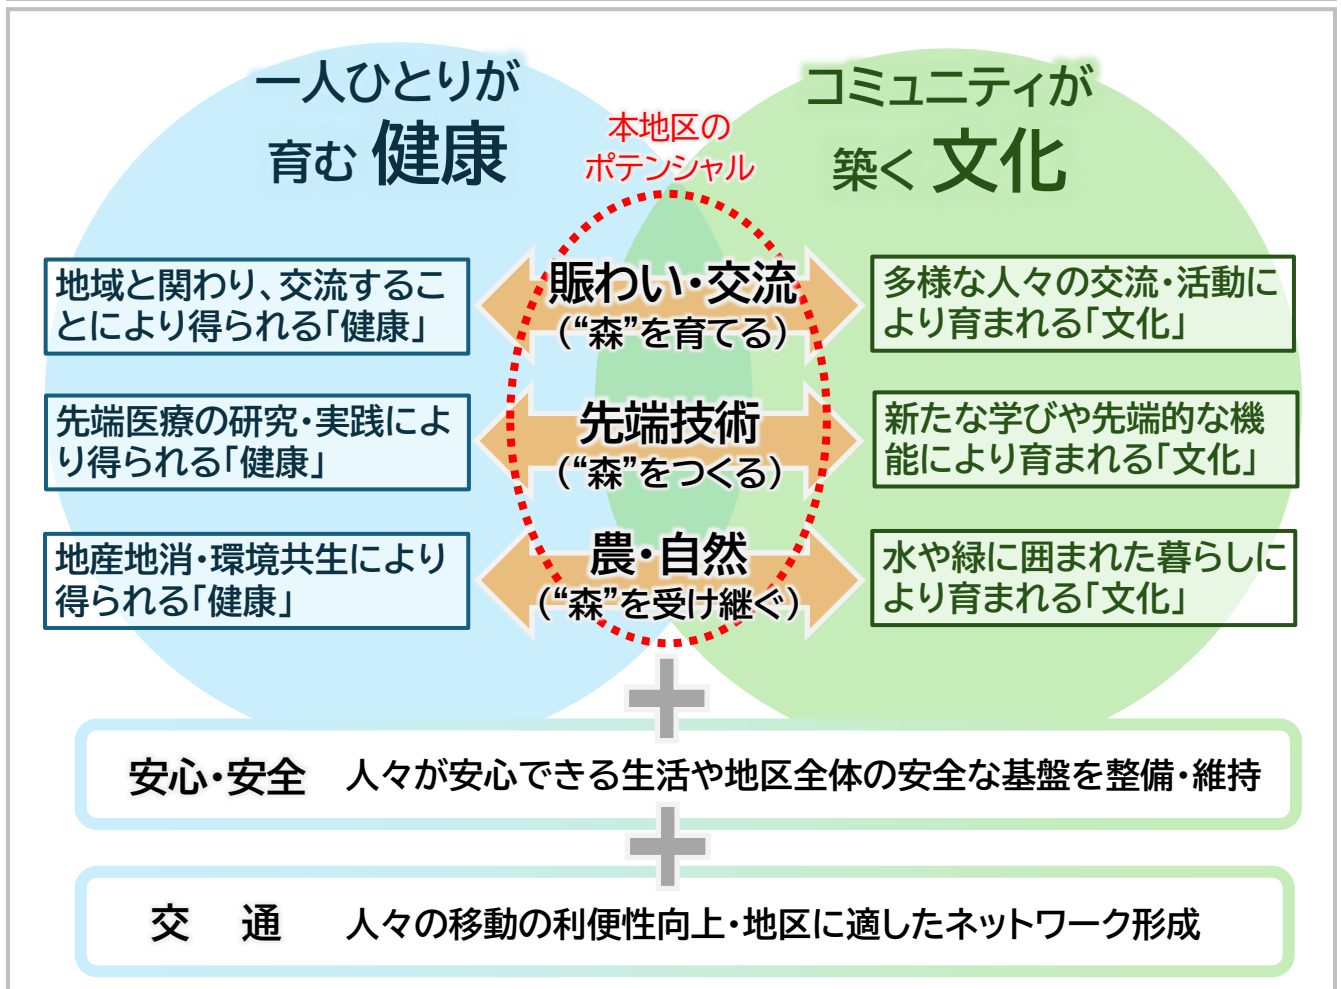 一人ひとりが
育む 健康
コミュニティが
築く 文化
本地区の
ポテンシャル
地域と関わり、交流するこ
とにより得られる「健康」
賑わい・交流
（“森”を育てる）
多様な人々の交流・活動に
より育まれる「文化」
先端医療の研究・実践によ
り得られる「健康」
先端技術
（“森”をつくる）
新たな学びや先端的な機
能により育まれる「文化」
地産地消・環境共生により
得られる「健康」
農・自然
（“森”を受け継ぐ）
水や緑に囲まれた暮らしに
より育まれる「文化」
安心・安全 人々が安心できる生活や地区全体の安全な基盤を整備・維持
交 通 人々の移動の利便性向上・地区に適したネットワーク形成